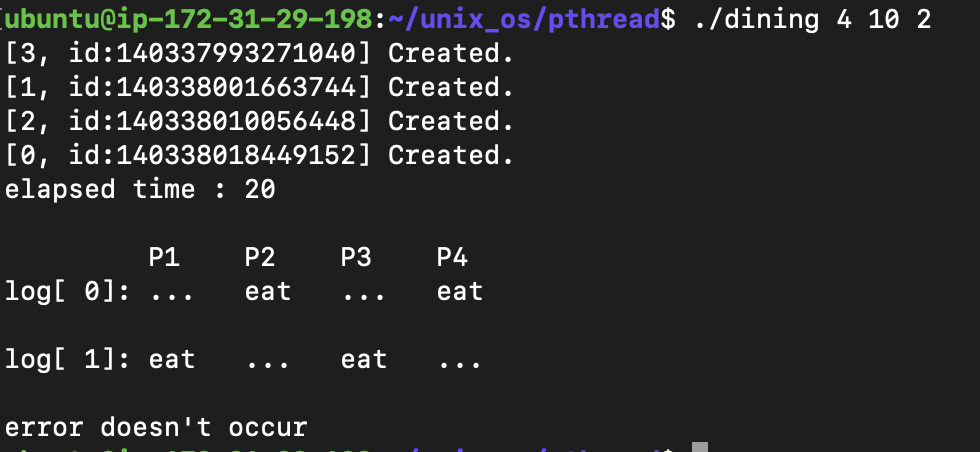 ubuntu@ip-172-31-29-198:~/unix_os/pthread$ ./dining 4 10 2
[3, id:140337993271040] Created.
[1, id:140338001663744] Created.
[2, id:140338010056448] Created.
[0, id:140338018449152] Created.
elapsed time : 20
P1 P2 P3 P4
log[ 0]: ... eat ... eat
log[ 1]: eat ... eat ...
error doesn't occur